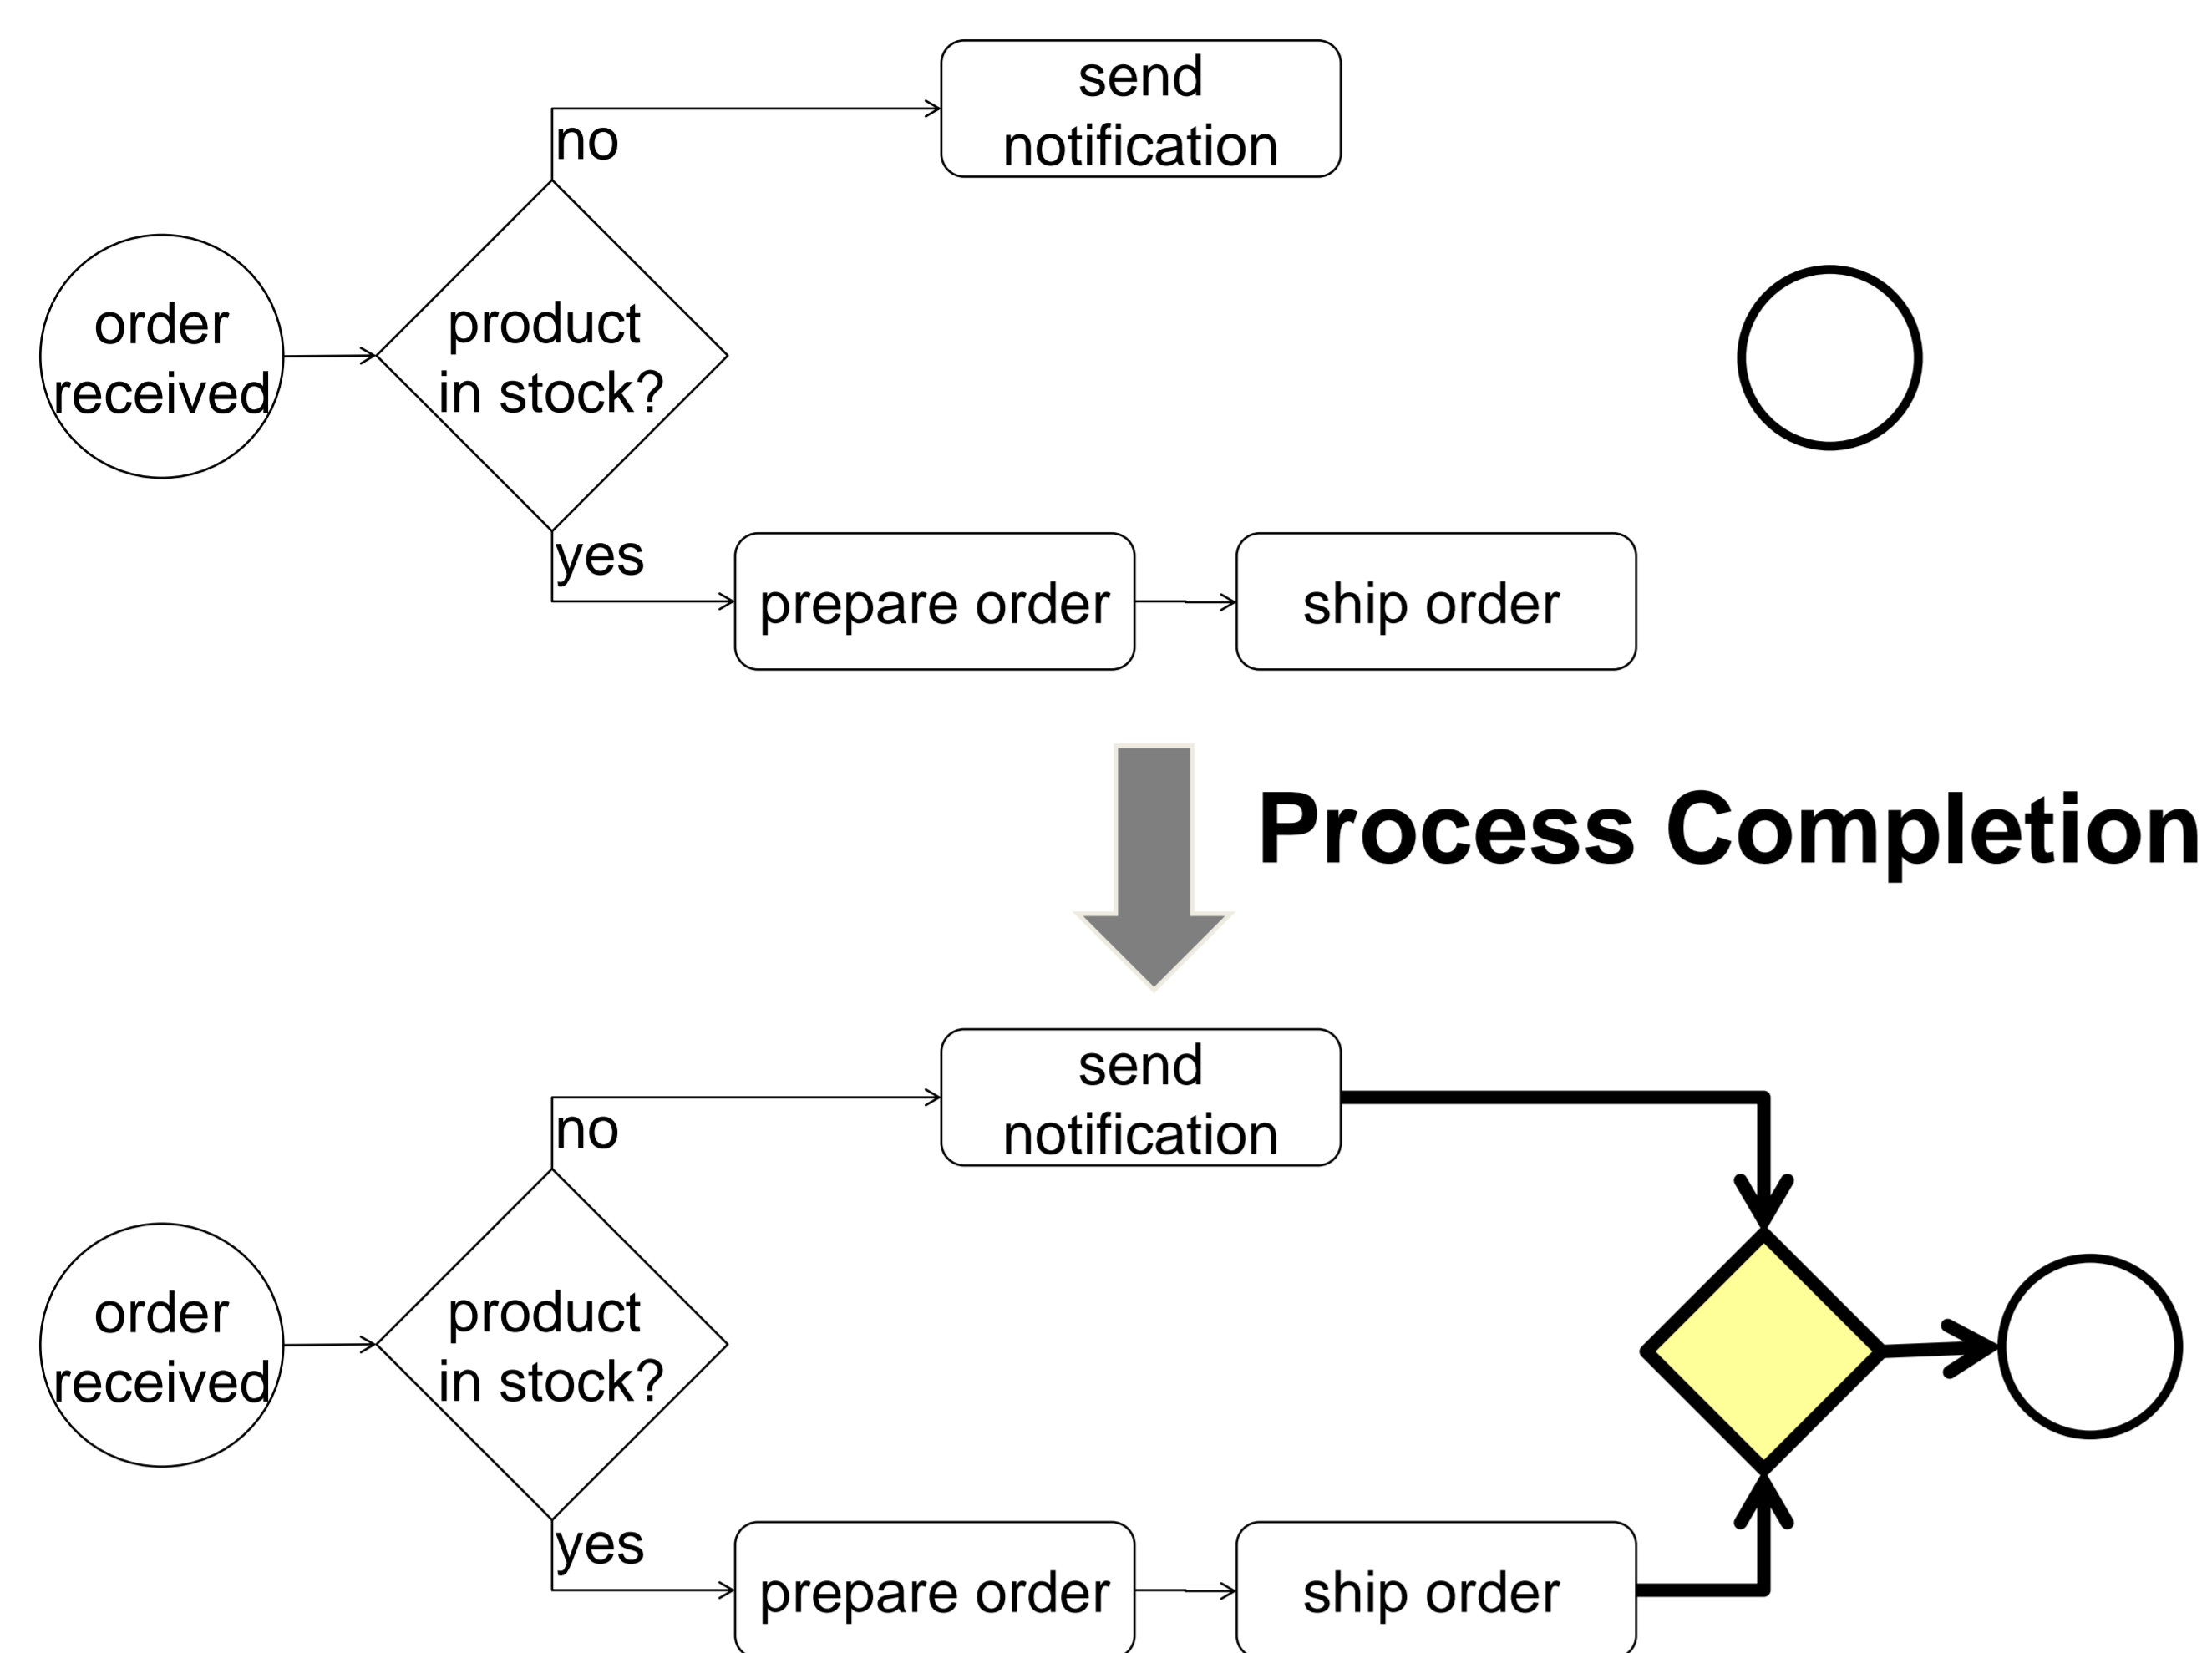 send
notification
no
order
received
product
in stock?
yes
prepare order
ship order
Process Completion
send
notification
no
order
received
product
in stock?
yes
prepare order
ship order